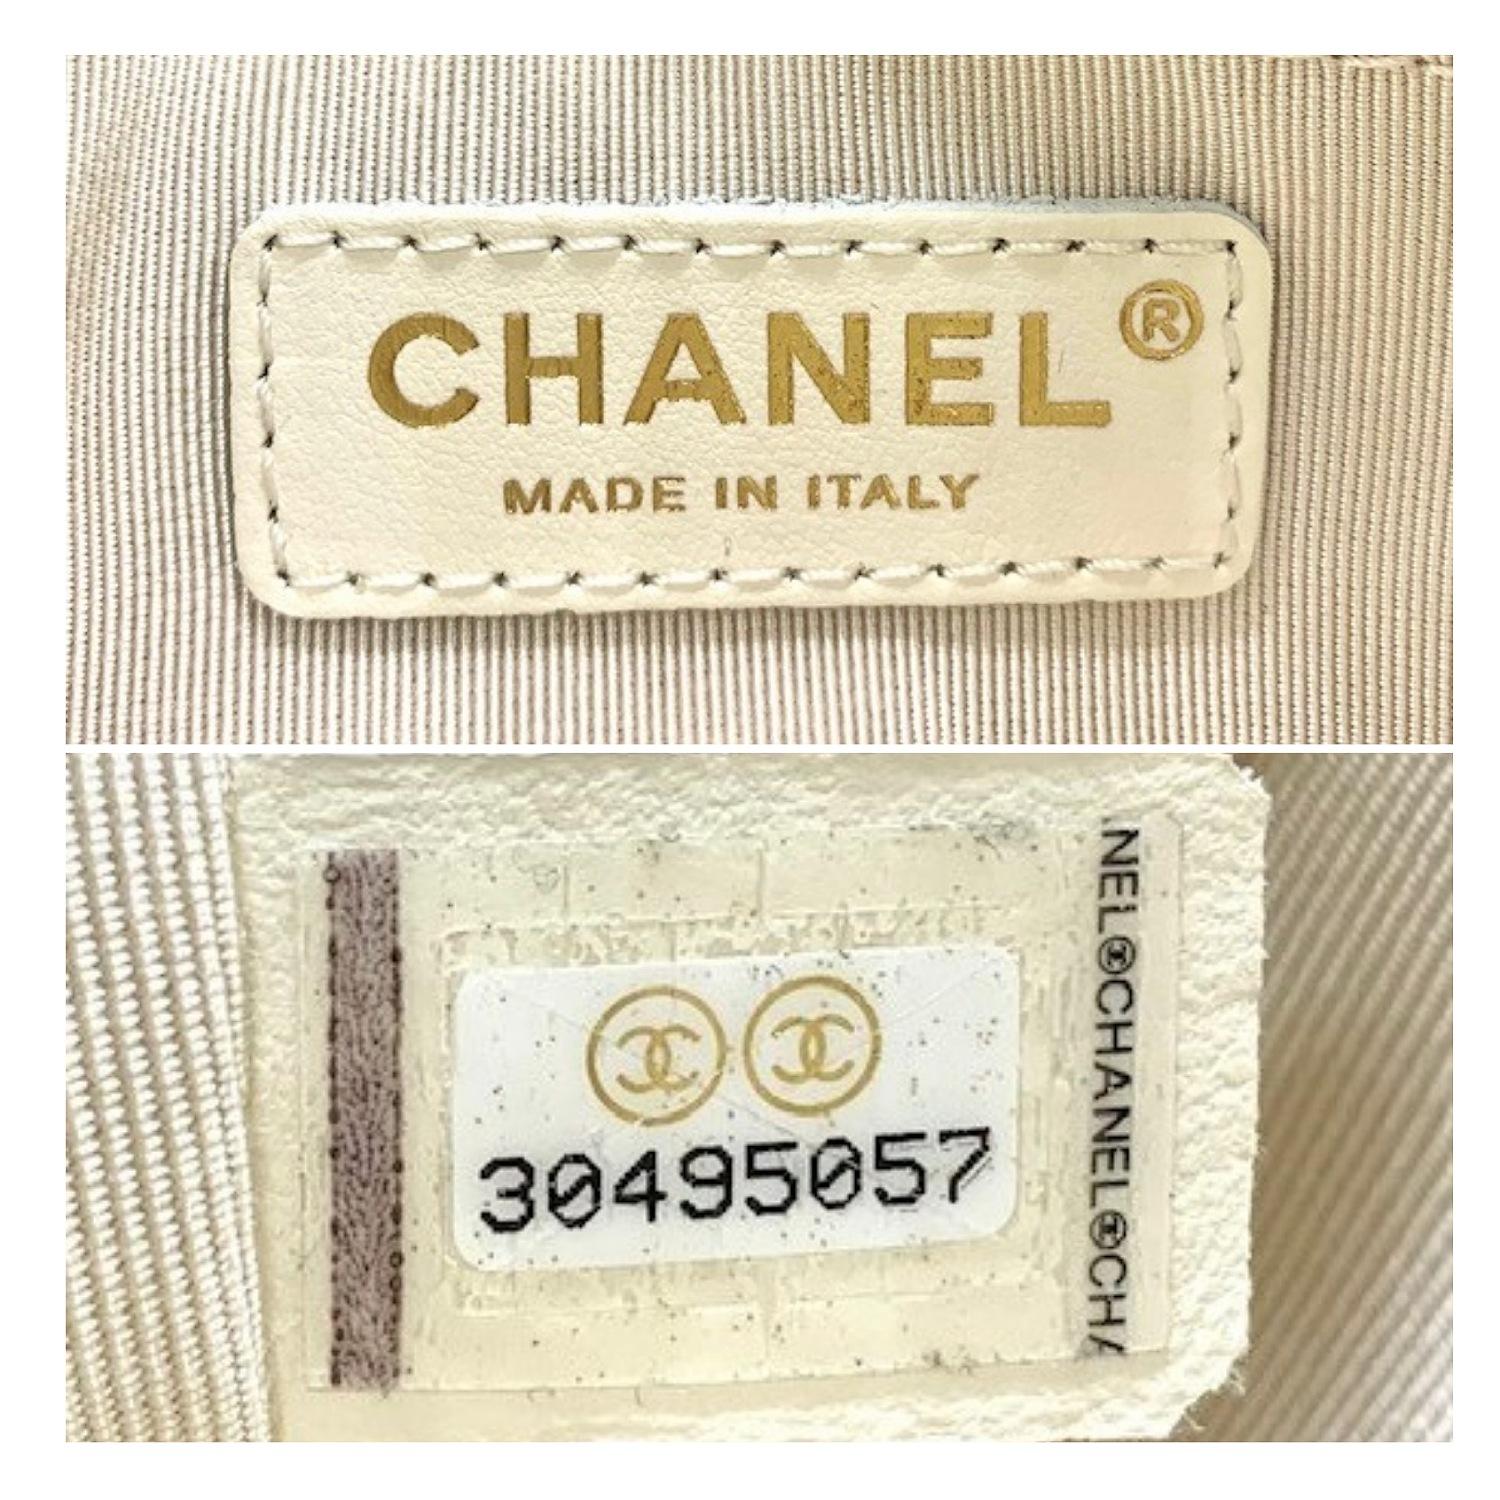 CHANEL®
MADE IN ITALY
30495057
NEL CHANEL CHA